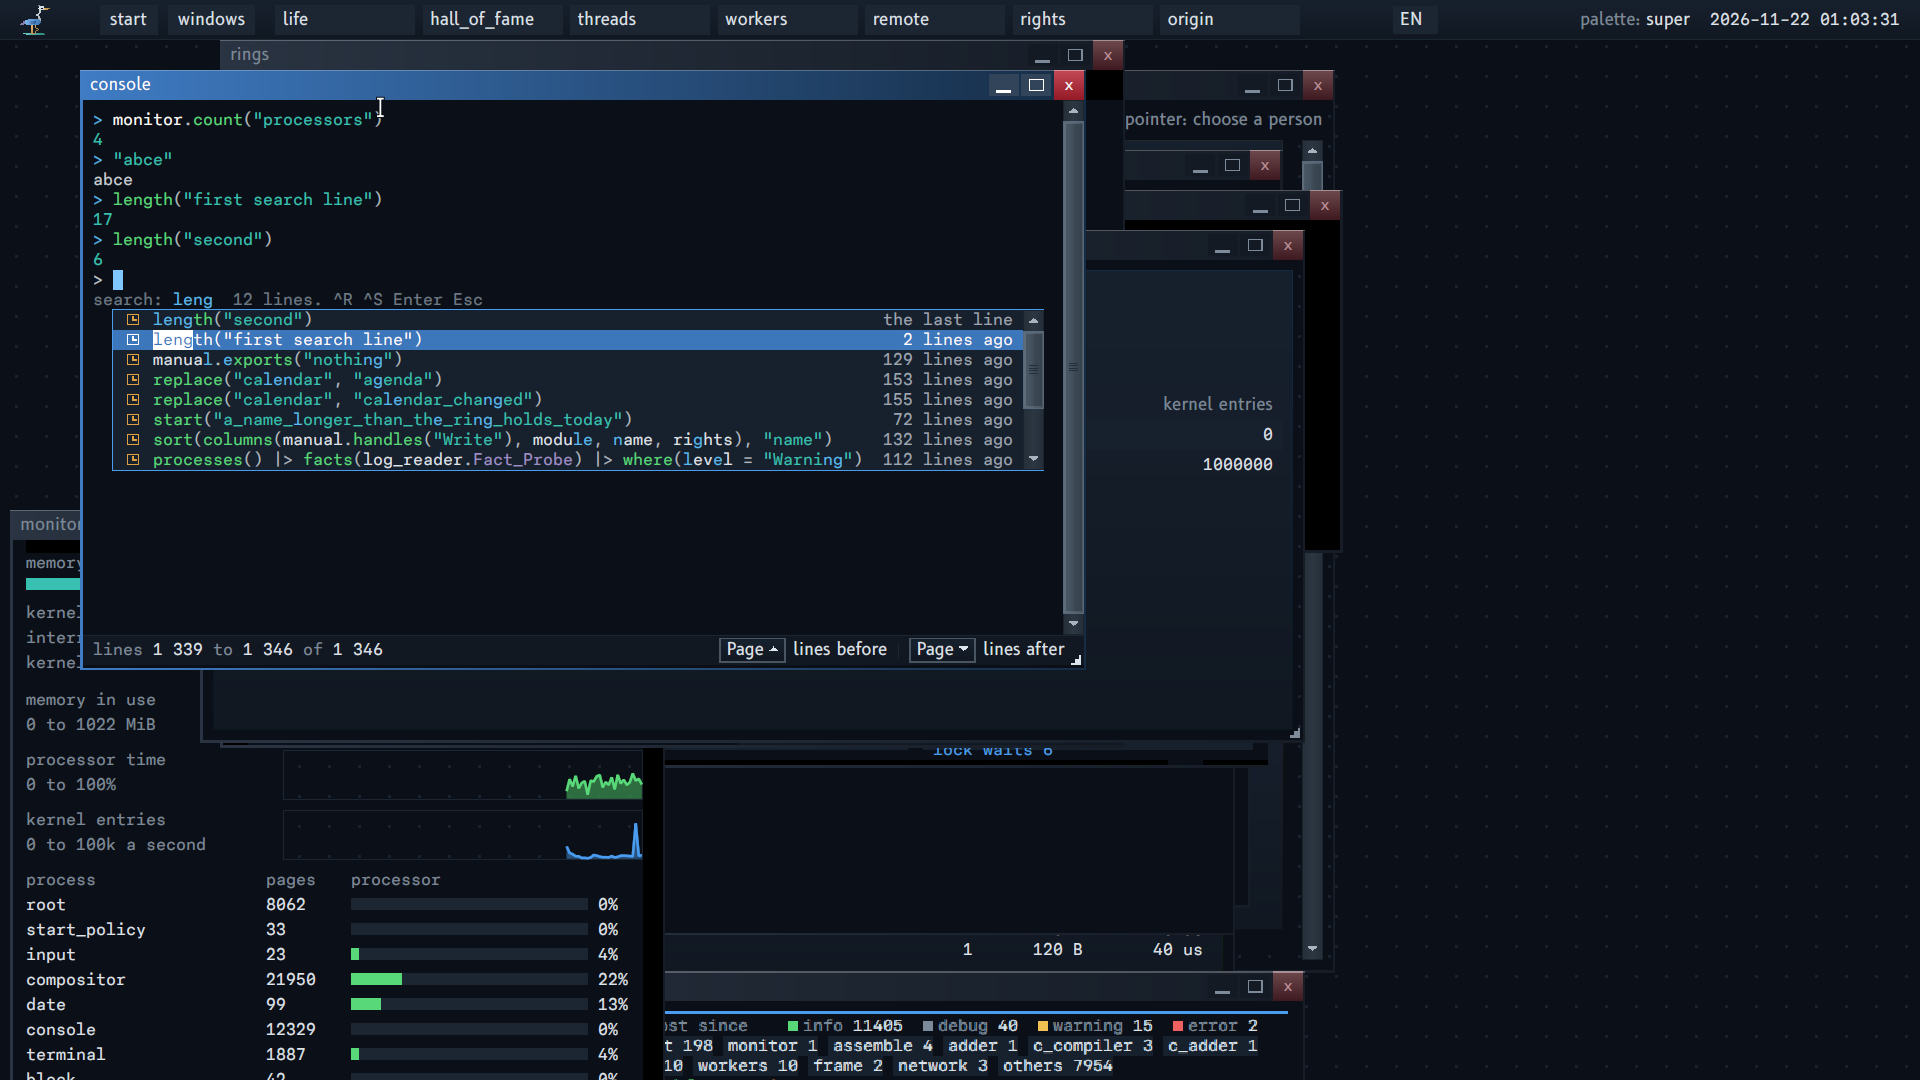 start windows life hall_of_fame threads workers remote rights origin EN palette: super 2026-11-22 01:03:31
rings x
console x
x
> monitor.count("processors")
pointer: choose a person
4
> "abce"
x
abce
> length("first search line")
x
17
> length("second")
x
6
>
search: leng 12 lines. ^R ^S Enter Esc
length("second") the last line
length("first search line") 2 lines ago
manual.exports("nothing") 129 lines ago
replace("calendar", "agenda") 153 lines ago
replace("calendar", "calendar_changed") 155 lines ago
kernel entries
start("a_name_longer_than_the_ring_holds_today") 72 lines ago
sort(columns(manual.handles("Write"), module, name, rights), "name") 132 lines ago
0
processes() |> facts(log_reader.Fact_Probe) |> where(level = "Warning") 112 lines ago
1000000
lines 1 339 to 1 346 of 1 346 Page lines before Page lines after
memory in use
0 to 1022 MiB
lock waits 6
processor time
0 to 100%
kernel entries
0 to 100k a second
process pages processor
root 8062 0%
start_policy 33 0%
input 23 4%
1 120 B 40 us
compositor 21950 22%
x
date 99 13%
console 12329 0%
since info 11405 debug 40 warning 15 error 2
terminal 1887 4%
198 monitor 1 assemble 4 adder 1 c_compiler 3 c_adder 1
workers 10 frame 2 network 3 others 7954